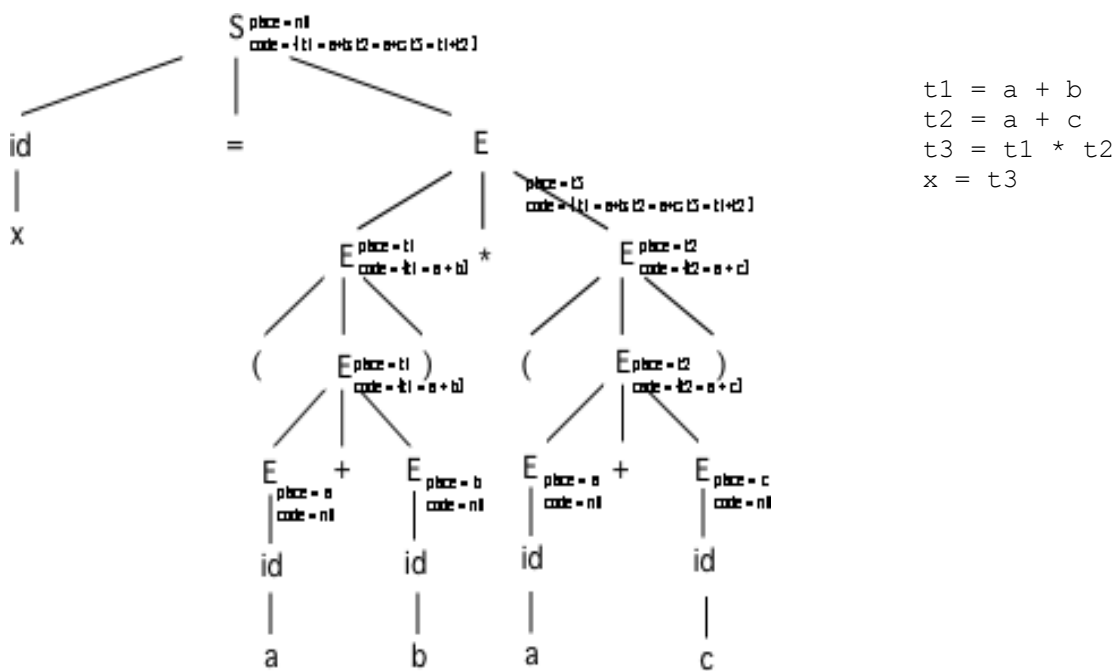 S place = nil
code = {t1 = a+b; t2 = a+c; t3 = t1+t2}
t1 = a + b
t2 = a + c
t3 = t1 * t2
x = t3
id = E
place = t3
code = {t1 = a+b; t2 = a+c; t3 = t1+t2}
x
E place = t1
code = {t1 = a + b}
*
E place = t2
code = {t2 = a + c}
(
E place = t1
code = {t1 = a + b}
)
(
E place = t2
code = {t2 = a + c}
)
E
place = a
code = nil
+
E
place = b
code = nil
E
place = a
code = nil
+
E
place = c
code = nil
id id id id
a b a c